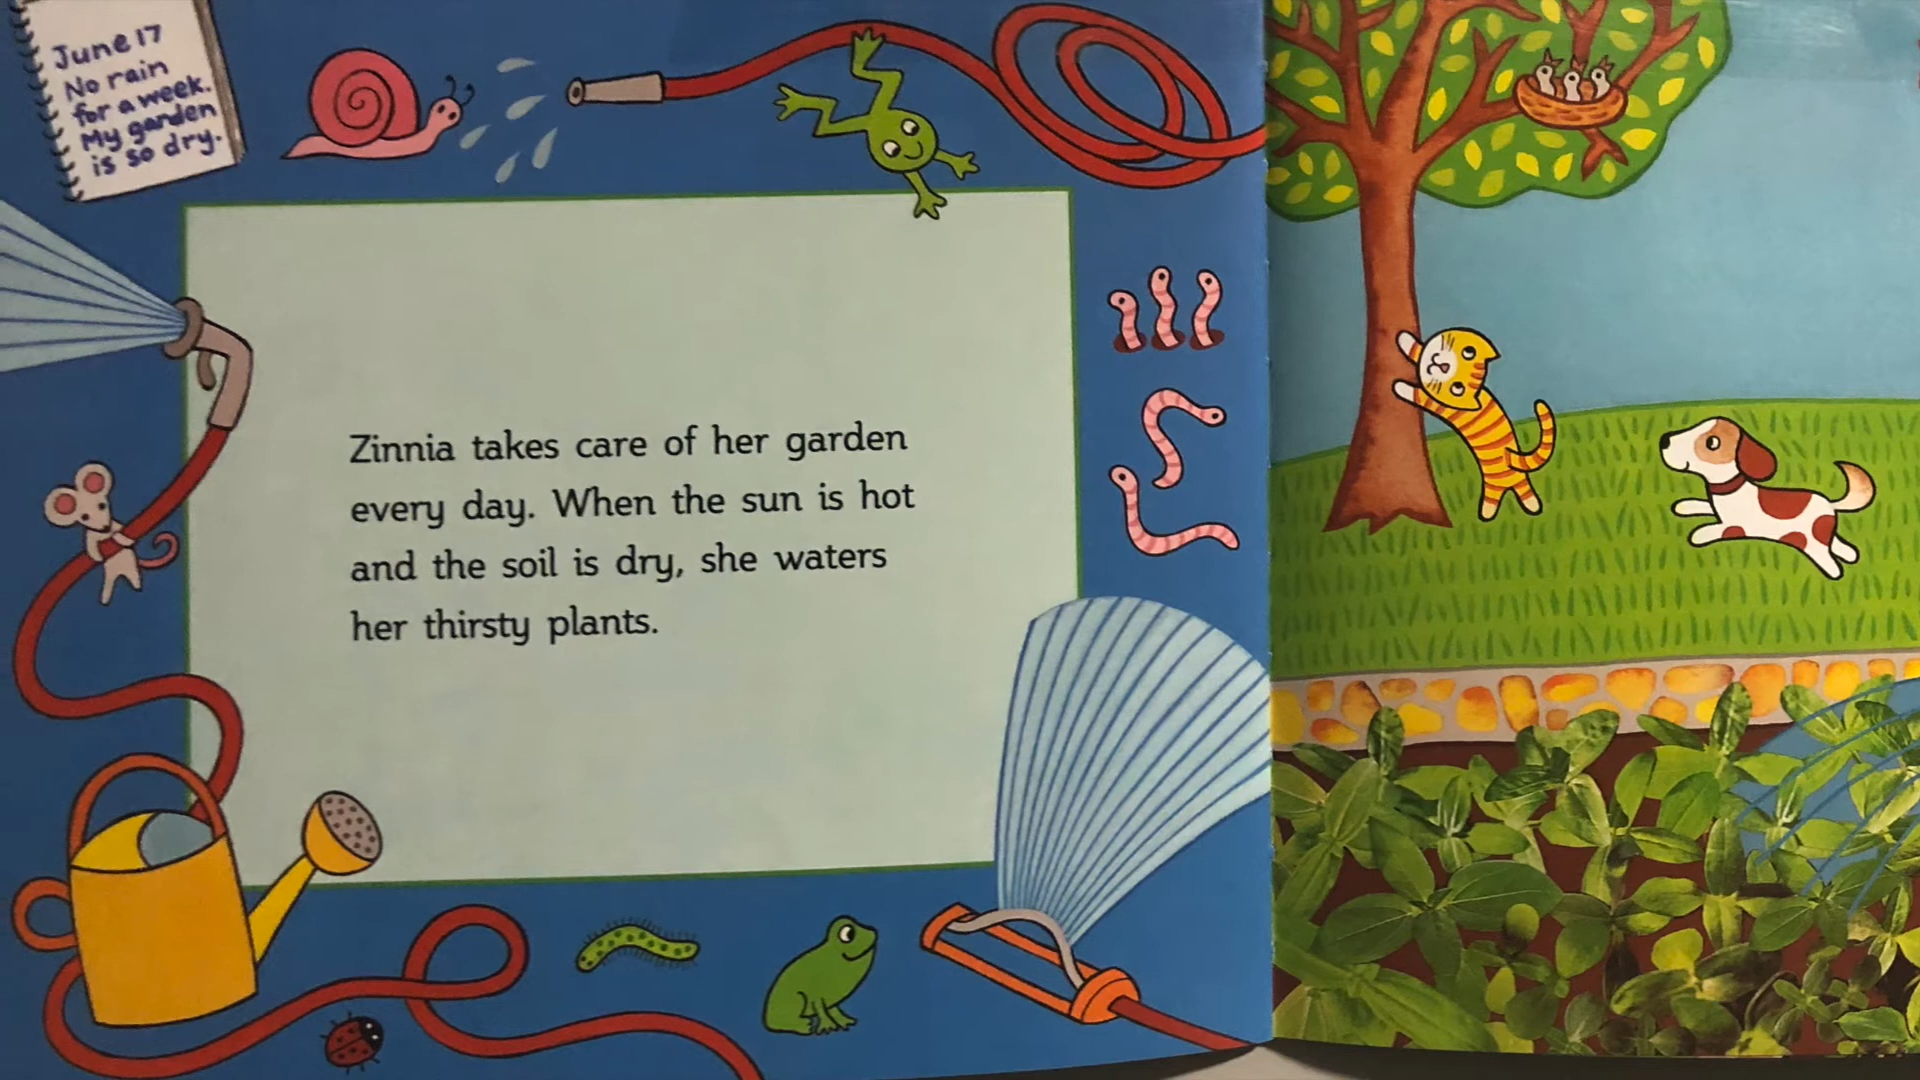 June 17
No rain
for a week.
My garden
is so dry.
Zinnia takes care of her garden
every day. When the sun is hot
and the soil is dry, she waters
her thirsty plants.